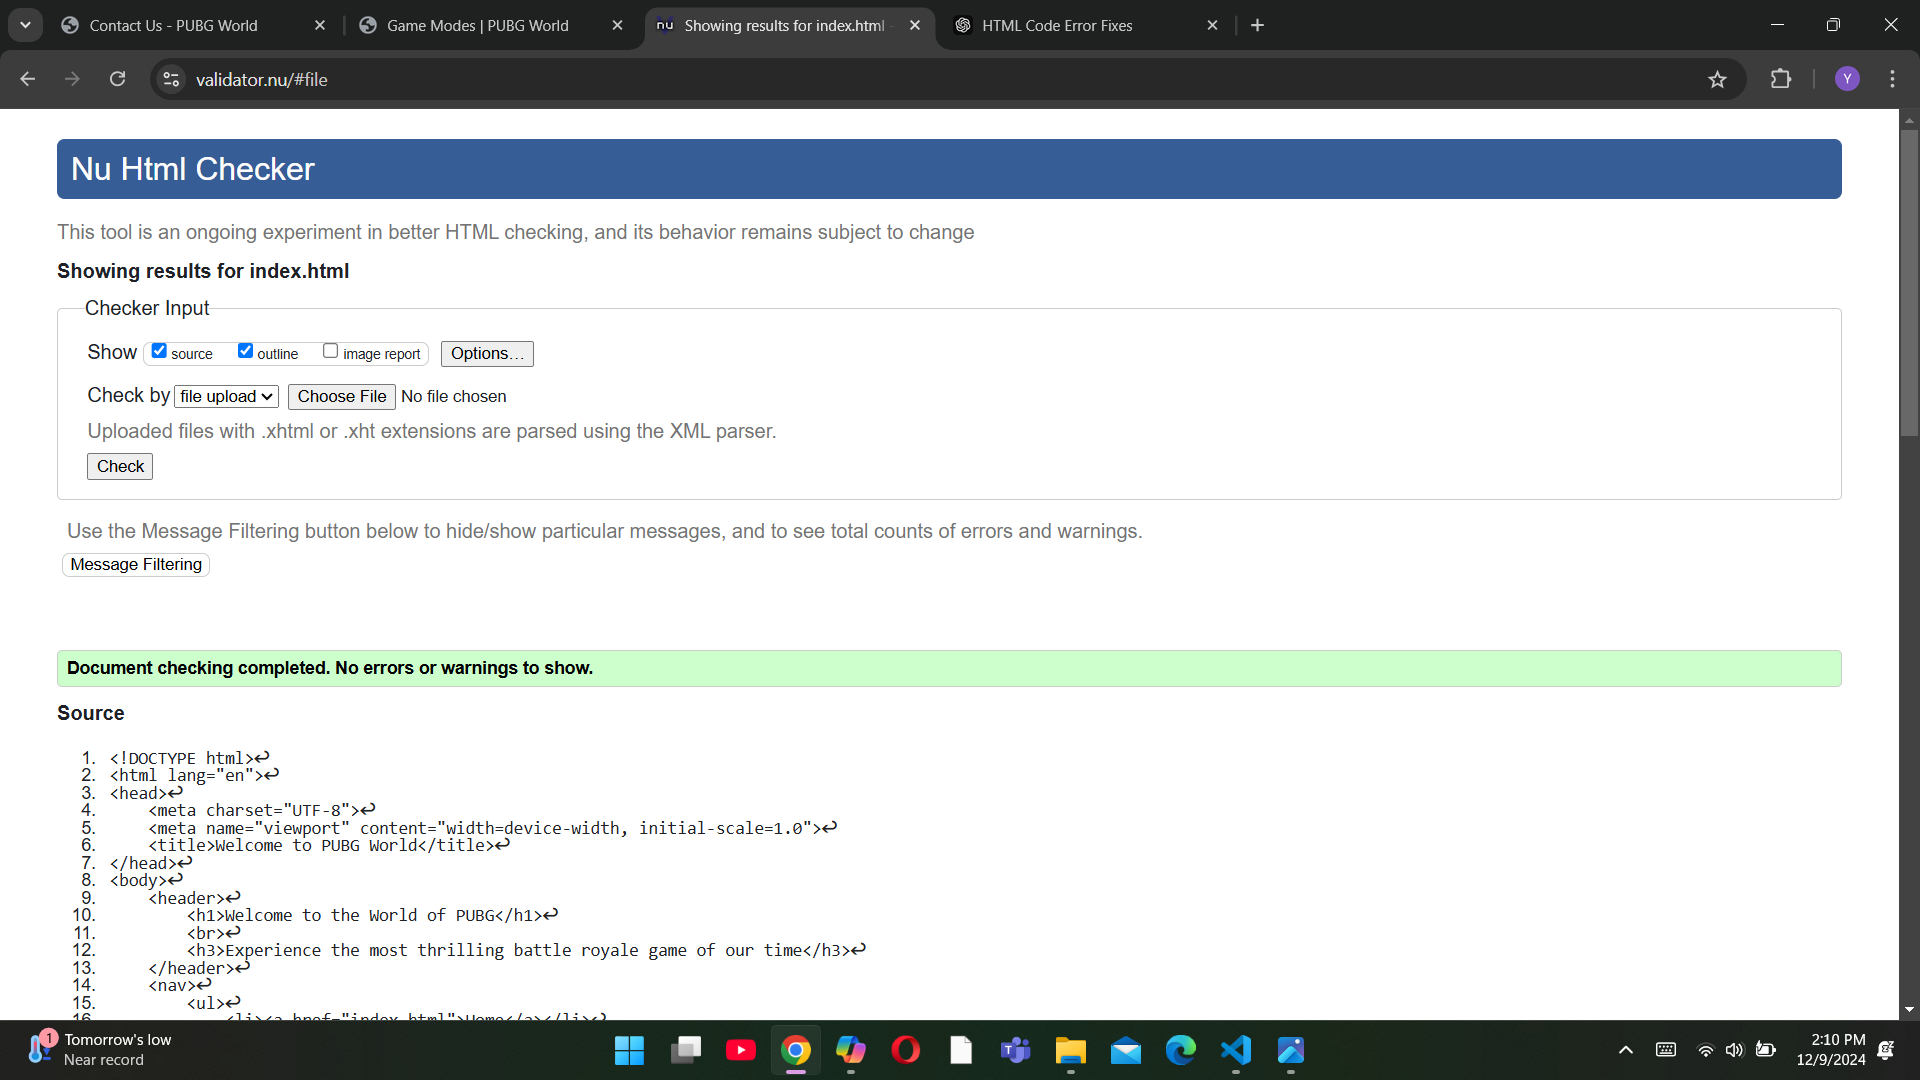 Contact Us - PUBG World
Game Modes | PUBG World
nu Showing results for index.html -
HTML Code Error Fixes
validator.nu/#file
Y
Nu Html Checker
This tool is an ongoing experiment in better HTML checking, and its behavior remains subject to change
Showing results for index.html
Checker Input
Show source outline image report Options...
Check by file upload Choose File No file chosen
Uploaded files with .xhtml or .xht extensions are parsed using the XML parser.
Check
Use the Message Filtering button below to hide/show particular messages, and to see total counts of errors and warnings.
Message Filtering
Document checking completed. No errors or warnings to show.
Source
1. <!DOCTYPE html>↩
2. <html lang="en">↩
3. <head>↩
4. <meta charset="UTF-8">↩
5. <meta name="viewport" content="width=device-width, initial-scale=1.0">↩
6. <title>Welcome to PUBG World</title>↩
7. </head>↩
8. <body>↩
9. <header>↩
10. <h1>Welcome to the World of PUBG</h1>↩
11. <br>↩
12. <h3>Experience the most thrilling battle royale game of our time</h3>↩
13. </header>↩
14. <nav>↩
15. <ul>↩
16. <li><a href="index.html">Home</a></li>↩
1
Tomorrow's low
Near record
2:10 PM
12/9/2024